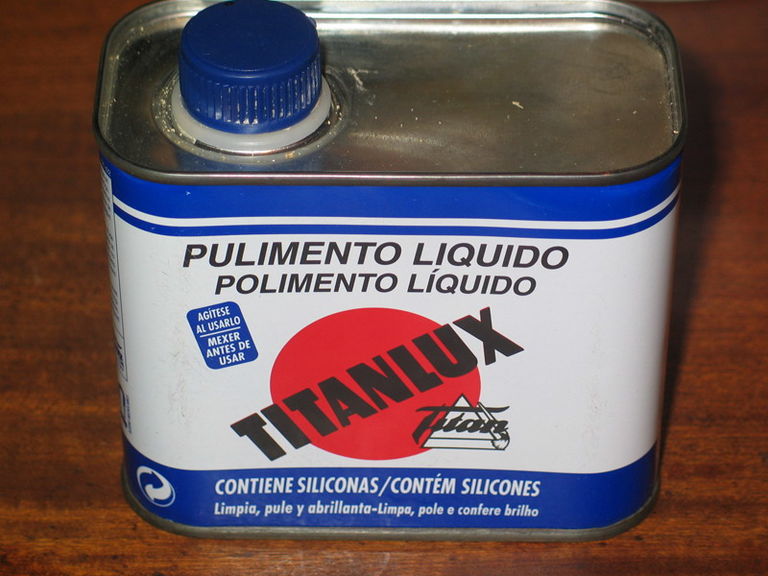 PULIMENTO LIQUIDO
POLIMENTO LÍQUIDO
AGÍTESE
AL USARLO
MEXER
ANTES DE
USAR
TITANLUX
Titan
CONTIENE SILICONAS/CONTÉM SILICONES
Limpia, pule y abrillanta-Limpa, pole e confere brilho